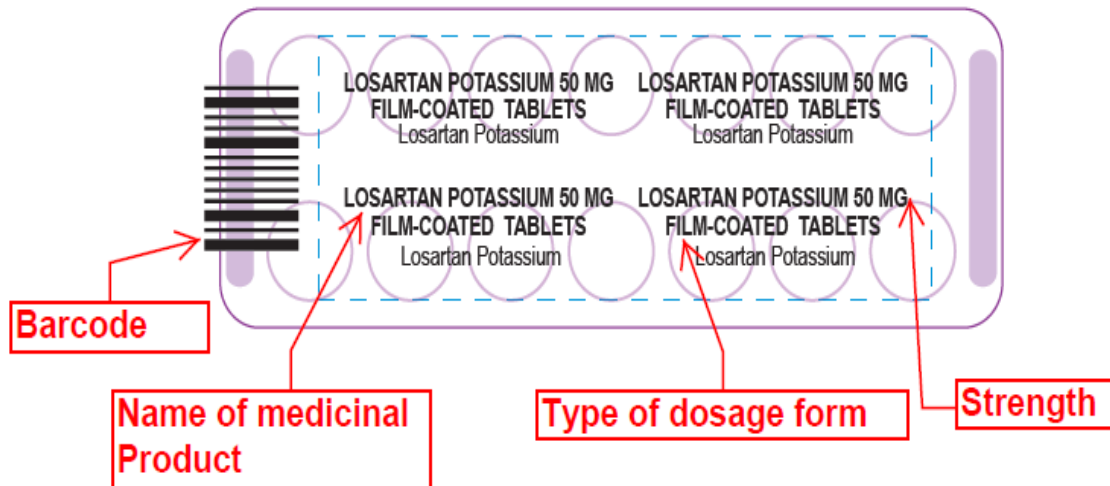 LOSARTAN POTASSIUM 50 MG
FILM-COATED TABLETS
Losartan Potassium
LOSARTAN POTASSIUM 50 MG
FILM-COATED TABLETS
Losartan Potassium
LOSARTAN POTASSIUM 50 MG
FILM-COATED TABLETS
Losartan Potassium
LOSARTAN POTASSIUM 50 MG
FILM-COATED TABLETS
Losartan Potassium
Barcode
Name of medicinal
Product
Type of dosage form
Strength